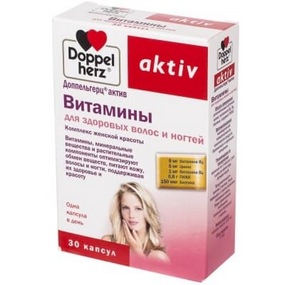 Doppel
herz®
aktiv
Доппельгерц® актив
Витамины
для здоровых волос и ногтей
Комплекс женской красоты
Витамины, минеральные
вещества и растительные
компоненты оптимизируют
обмен веществ, питают кожу,
волосы и ногти, поддерживая
их здоровье и
красоту
Одна
капсула
в день
30 капсул